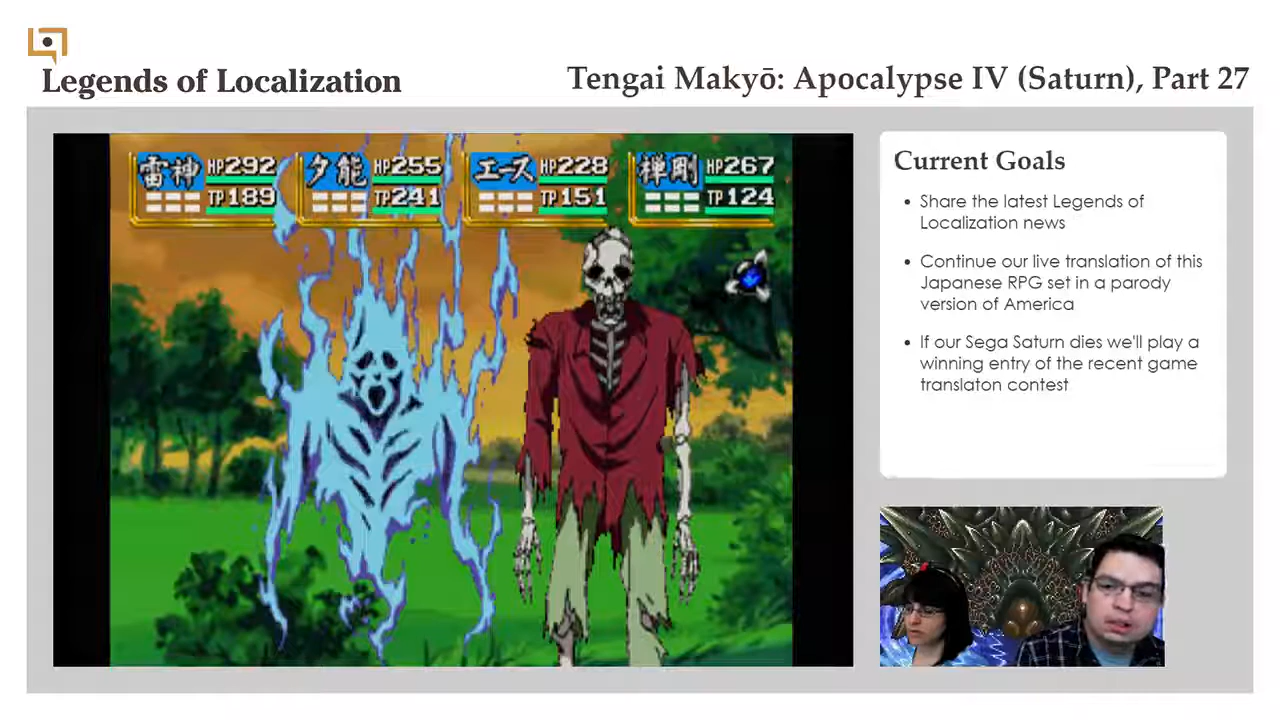 Legends of Localization
Tengai Makyō: Apocalypse IV (Saturn), Part 27
雷神 HP292
TP189
夕能 HP255
TP241
エース HP228
TP151
禅剛 HP267
TP124
Current Goals
• Share the latest Legends of
Localization news
• Continue our live translation of this
Japanese RPG set in a parody
version of America
• If our Sega Saturn dies we'll play a
winning entry of the recent game
translaton contest